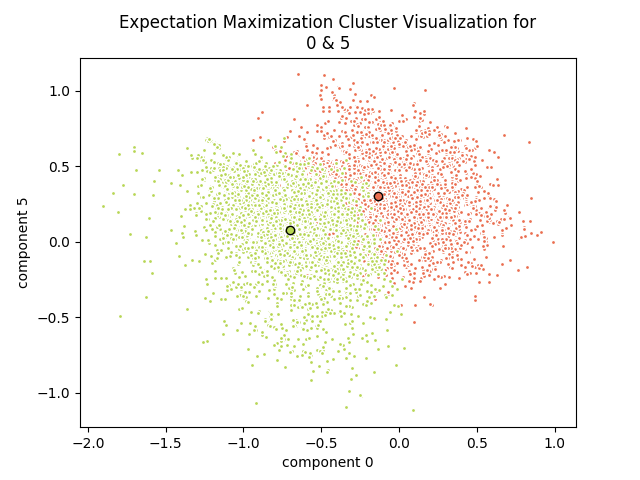 Expectation Maximization Cluster Visualization for
0 & 5
1.0
0.5
0.0
−0.5
−1.0
component 5
−2.0 −1.5 −1.0 −0.5 0.0 0.5 1.0
component 0